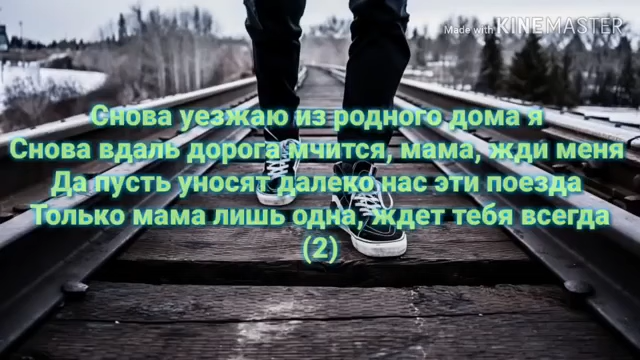 Made with KINEMASTER
Снова уезжаю из родного дома я
Снова вдаль дорога мчится, мама, жди меня
Да пусть уносят далеко нас эти поезда
Только мама лишь одна, ждет тебя всегда
(2)